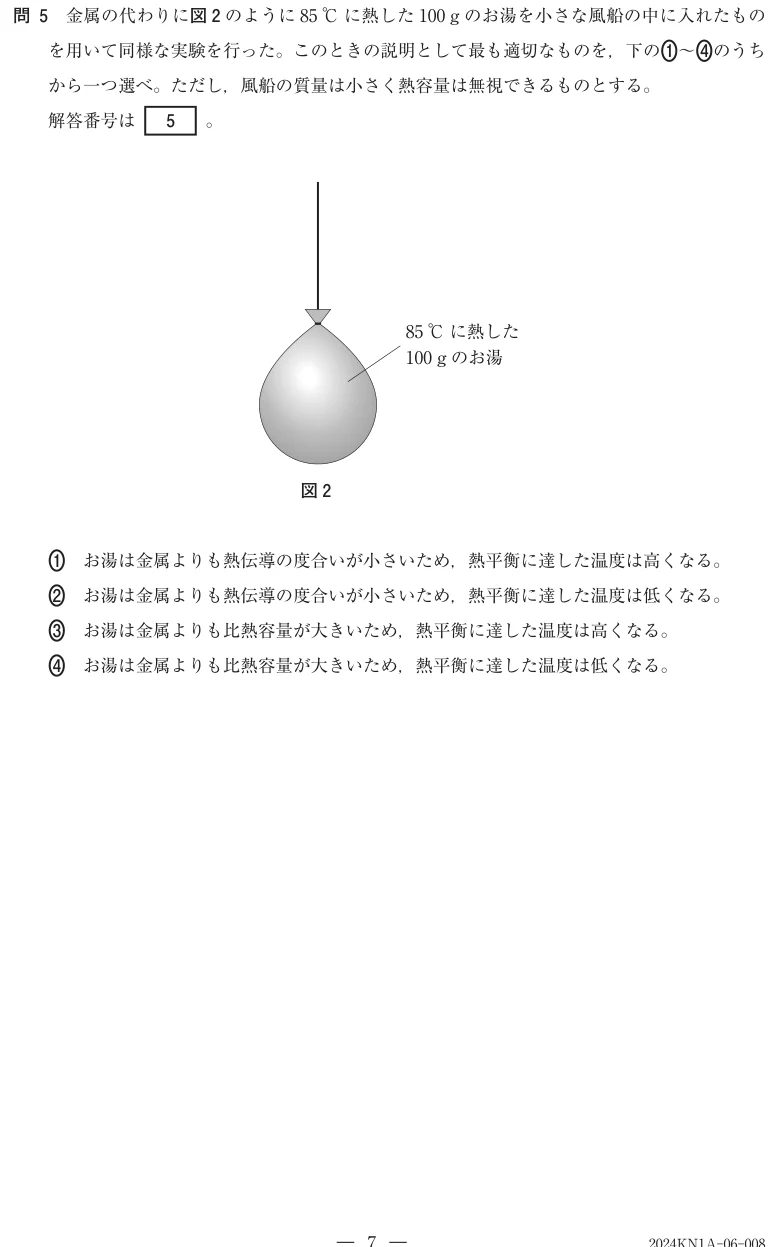 問 5　金属の代わりに図2のように 85 ℃ に熱した 100 g のお湯を小さな風船の中に入れたもの
を用いて同様な実験を行った。このときの説明として最も適切なものを，下の①〜④のうち
から一つ選べ。ただし，風船の質量は小さく熱容量は無視できるものとする。
解答番号は 5 。
85 ℃ に熱した
100 g のお湯
図2
① お湯は金属よりも熱伝導の度合いが小さいため，熱平衡に達した温度は高くなる。
② お湯は金属よりも熱伝導の度合いが小さいため，熱平衡に達した温度は低くなる。
③ お湯は金属よりも比熱容量が大きいため，熱平衡に達した温度は高くなる。
④ お湯は金属よりも比熱容量が大きいため，熱平衡に達した温度は低くなる。
— 7 —
2024KN1A-06-008